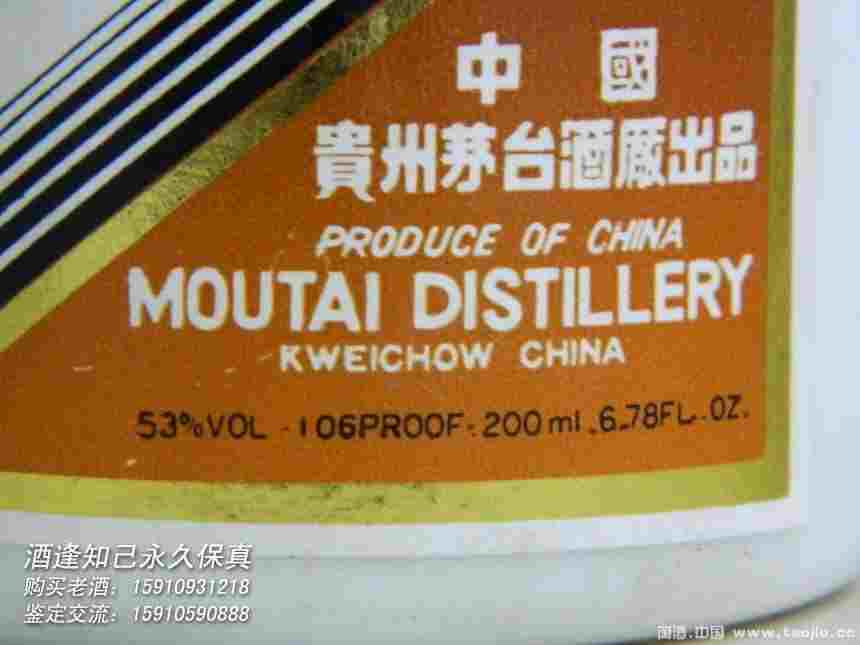 中國
貴州茅台酒廠出品
PRODUCE OF CHINA
MOUTAI DISTILLERY
KWEICHOW CHINA
53%VOL · 106PROOF · 200ml . 6.78FL. OZ.
酒逢知己永久保真
购买老酒：15910931218
鉴定交流：15910590888
淘酒.中国 www.taojiu.cc